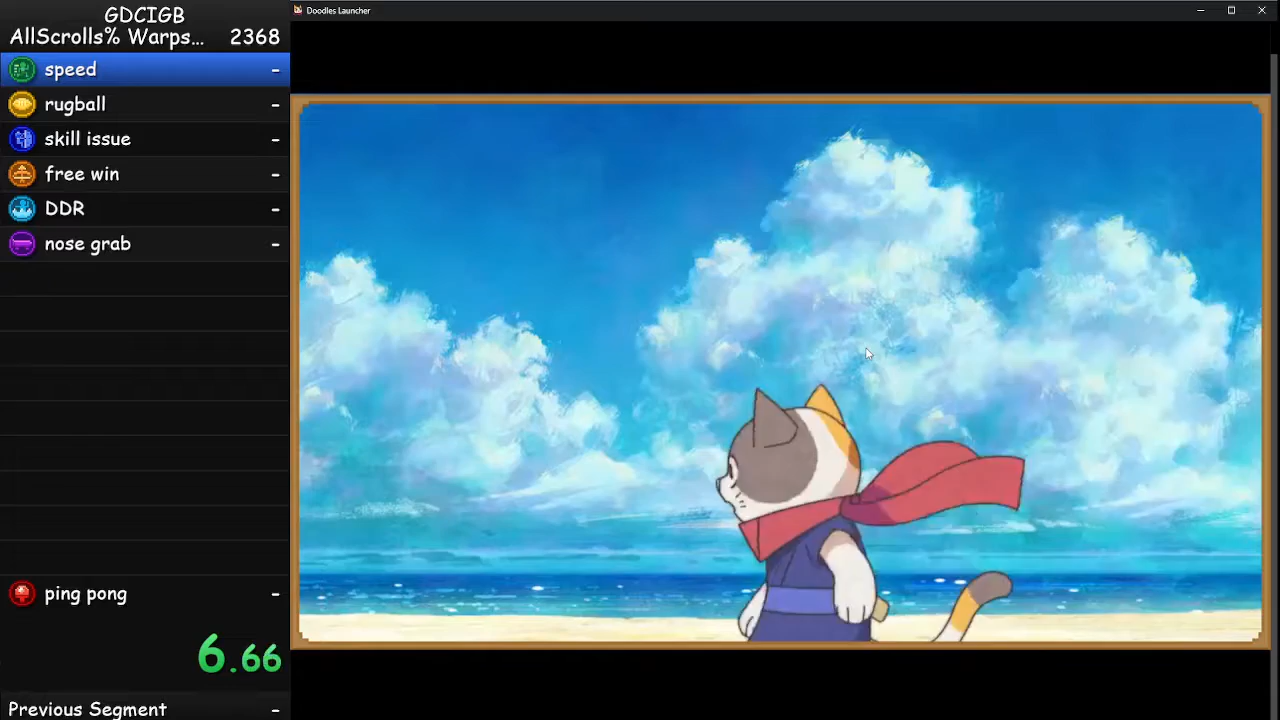 GDCIGB
AllScrolls% Warps... 2368
speed -
rugball -
skill issue -
free win -
DDR -
nose grab -
ping pong -
6.66
Previous Segment -
Doodles Launcher